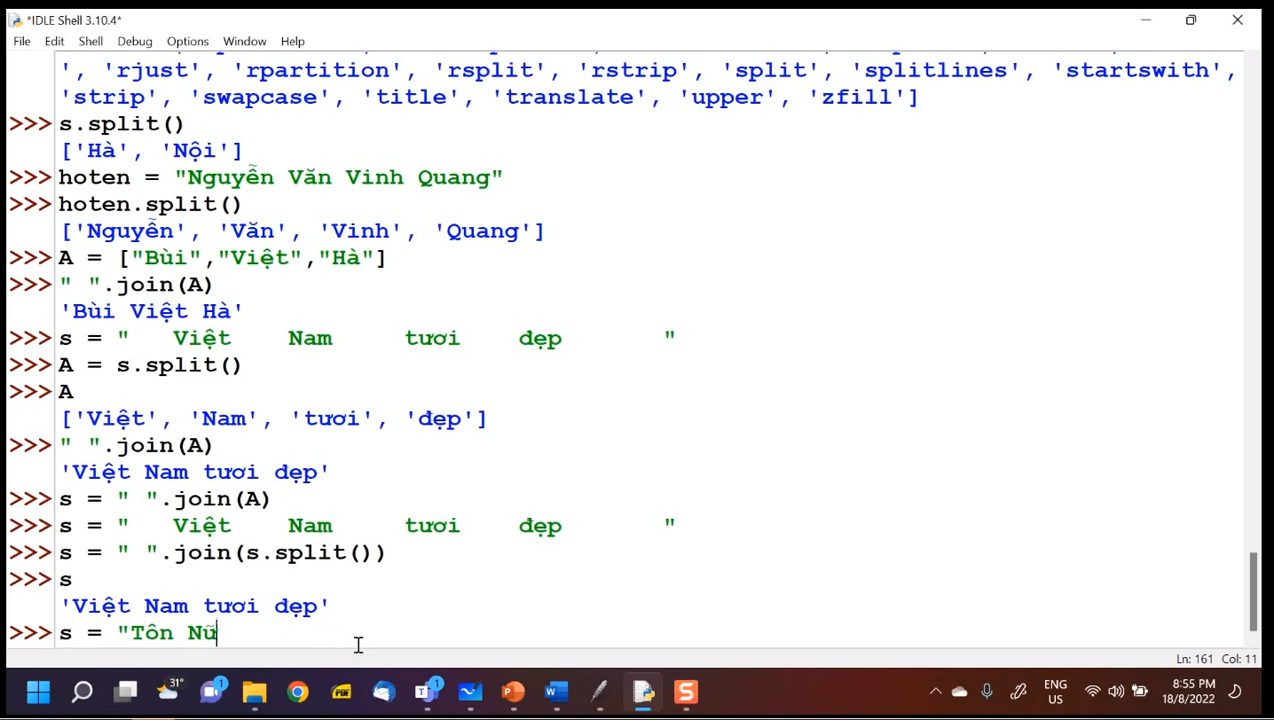 *IDLE Shell 3.10.4*
File Edit Shell Debug Options Window Help
', 'rjust', 'rpartition', 'rsplit', 'rstrip', 'split', 'splitlines', 'startswith',
'strip', 'swapcase', 'title', 'translate', 'upper', 'zfill']
>>> s.split()
['Hà', 'Nội']
>>> hoten = "Nguyễn Văn Vinh Quang"
>>> hoten.split()
['Nguyễn', 'Văn', 'Vinh', 'Quang']
>>> A = ["Bùi","Việt","Hà"]
>>> " ".join(A)
'Bùi Việt Hà'
>>> s = "   Việt    Nam     tươi    đẹp       "
>>> A = s.split()
>>> A
['Việt', 'Nam', 'tươi', 'đẹp']
>>> " ".join(A)
'Việt Nam tươi đẹp'
>>> s = " ".join(A)
>>> s = "   Việt    Nam     tươi    đẹp       "
>>> s = " ".join(s.split())
>>> s
'Việt Nam tươi đẹp'
>>> s = "Tôn Nữ
Ln: 161 Col: 11
31° 1 PDF T 1 P W S ENG US 8:55 PM 18/8/2022